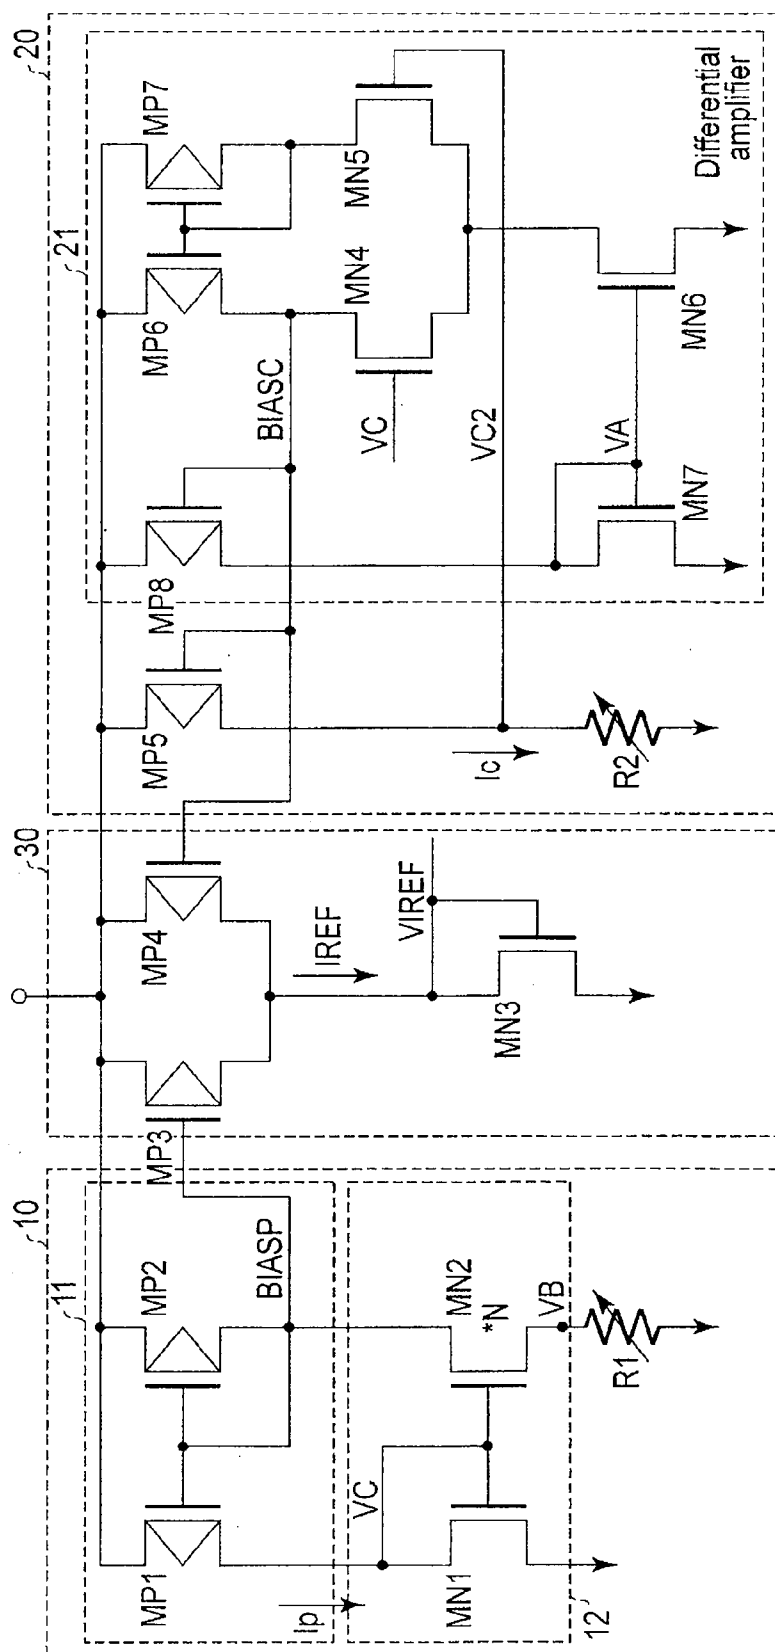 10
11
MP1
MP2
BIASP
Ip
VC
MN1
MN2
*N
VB
R1
12
30
MP3
MP4
IREF
VIREF
MN3
20
21
MP5
MP8
MP6
MP7
BIASC
MN4
MN5
VC
VC2
Ic
R2
VA
MN7
MN6
Differential
amplifier